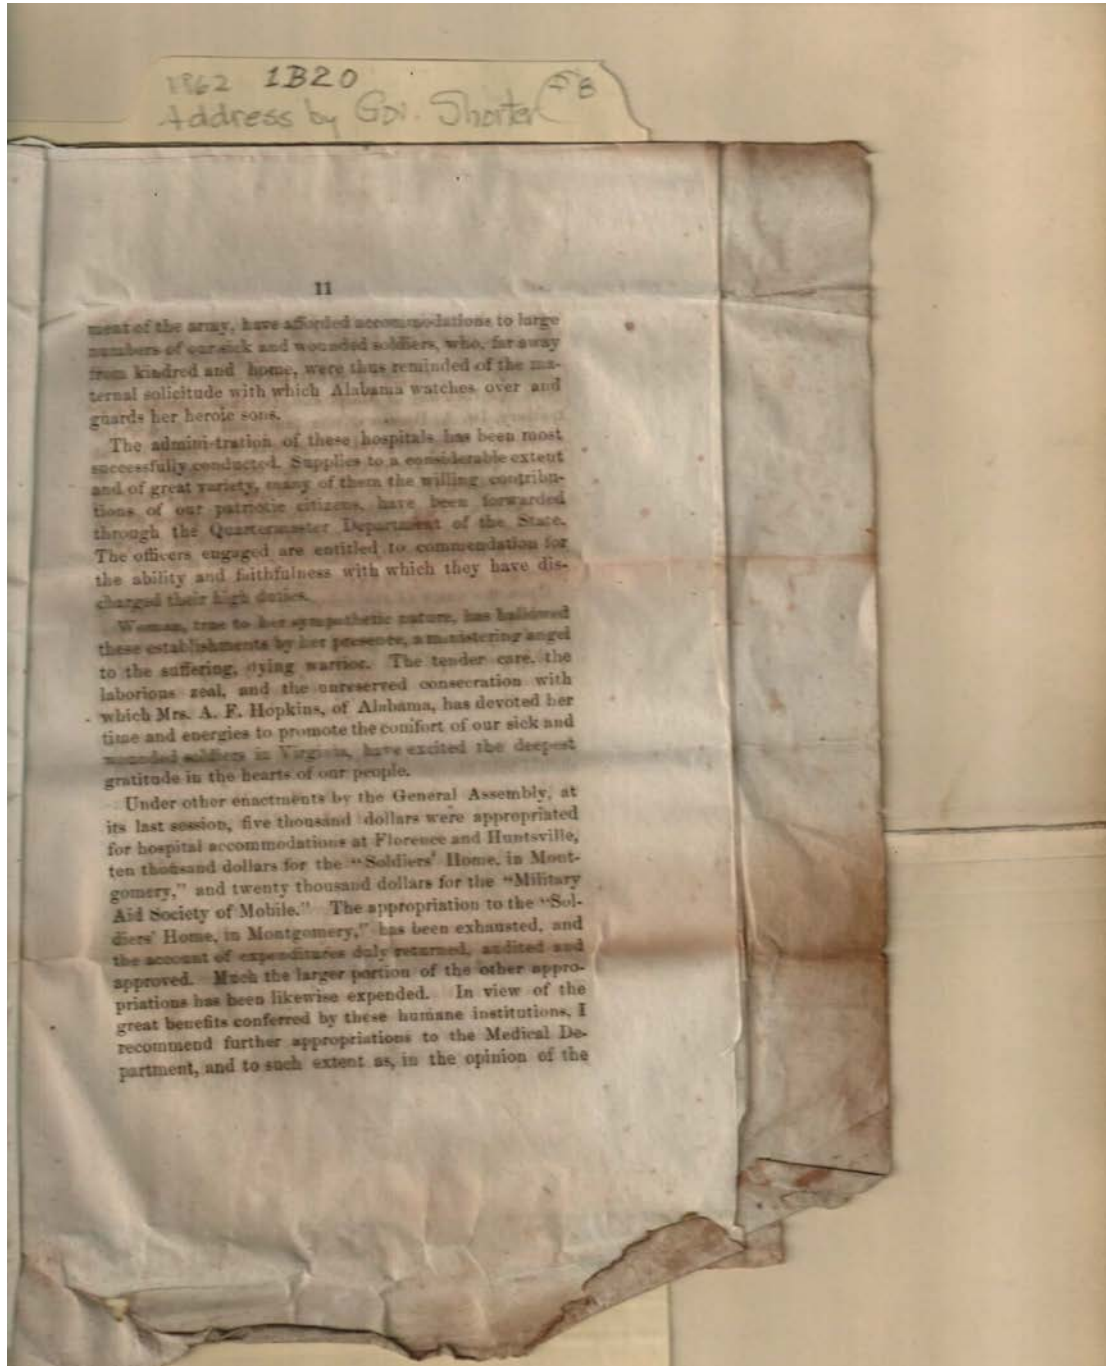 1862 1B20
Address by Gov. Shorter
11
ment of the army, have afforded accommodations to large
numbers of our sick and wounded soldiers, who, far away
from kindred and home, were thus reminded of the ma-
ternal solicitude with which Alabama watches over and
guards her heroic sons.
The admini-tration of these hospitals has been most
successfully conducted. Supplies to a considerable extent
and of great variety, many of them the willing contribu-
tions of our patriotic citizens, have been forwarded
through the Quartermaster Department of the State.
The officers engaged are entitled to commendation for
the ability and faithfulness with which they have dis-
charged their high duties.
Woman, true to her sympathetic nature, has hallowed
these establishments by her presence, a ministering angel
to the suffering, dying warrior. The tender care, the
laborious zeal, and the unreserved consecration with
which Mrs. A. F. Hopkins, of Alabama, has devoted her
time and energies to promote the comfort of our sick and
wounded soldiers in Virginia, have excited the deepest
gratitude in the hearts of our people.
Under other enactments by the General Assembly, at
its last session, five thousand dollars were appropriated
for hospital accommodations at Florence and Huntsville,
ten thousand dollars for the "Soldiers' Home, in Mont-
gomery," and twenty thousand dollars for the "Military
Aid Society of Mobile." The appropriation to the "Sol-
diers' Home, in Montgomery," has been exhausted, and
the account of expenditures duly returned, audited and
approved. Much the larger portion of the other appro-
priations has been likewise expended. In view of the
great benefits conferred by these humane institutions, I
recommend further appropriations to the Medical De-
partment, and to such extent as, in the opinion of the